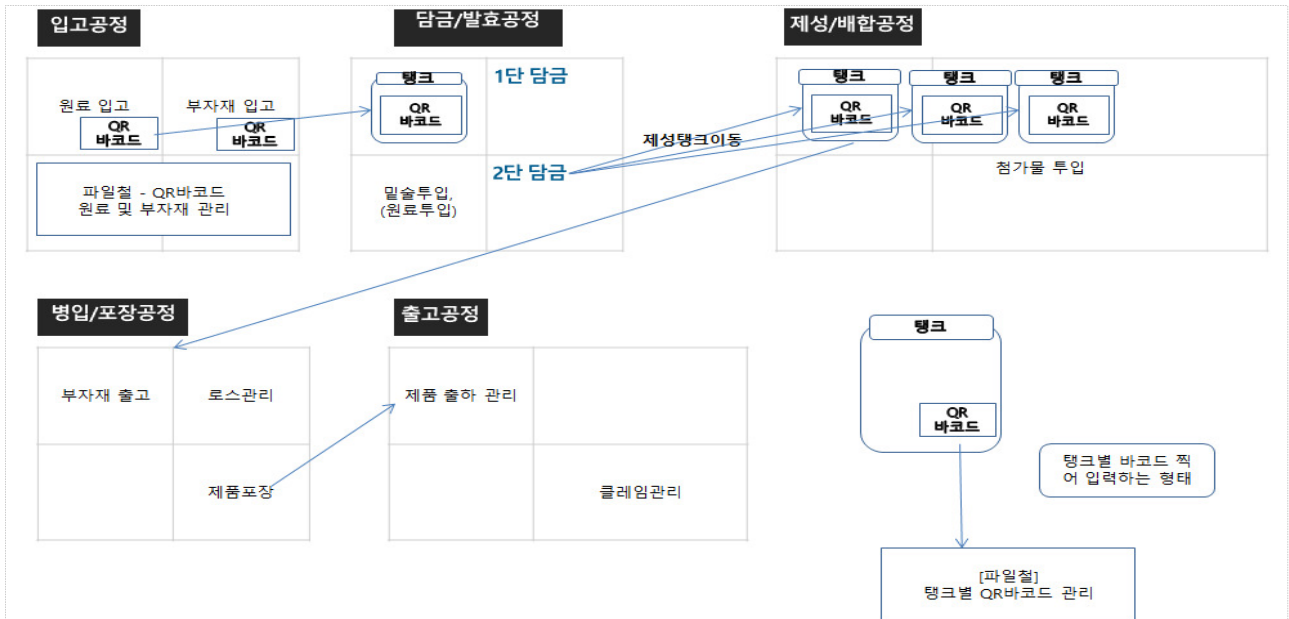 입고공정
원료 입고
QR
바코드
부자재 입고
QR
바코드
파일철 - QR바코드
원료 및 부자재 관리
담금/발효공정
탱크
QR
바코드
1단 담금
2단 담금
밑술투입,
(원료투입)
제성탱크이동
제성/배합공정
탱크
QR
바코드
탱크
QR
바코드
탱크
QR
바코드
첨가물 투입
병입/포장공정
부자재 출고
로스관리
제품포장
출고공정
제품 출하 관리
클레임관리
탱크
QR
바코드
탱크별 바코드 찍
어 입력하는 형태
[파일철]
탱크별 QR바코드 관리